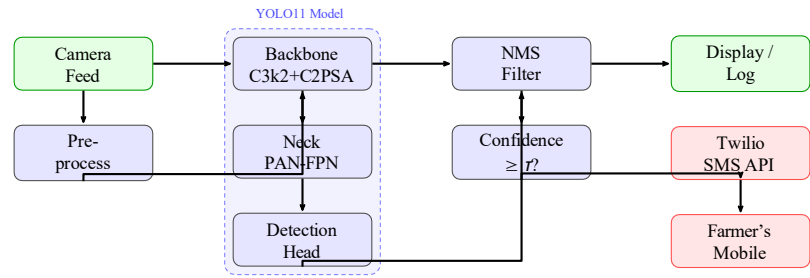 YOLO11 Model
Camera
Feed
Backbone
C3k2+C2PSA
NMS
Filter
Display /
Log
Pre-
process
Neck
PAN-FPN
Confidence
≥ τ?
Twilio
SMS API
Detection
Head
Farmer's
Mobile